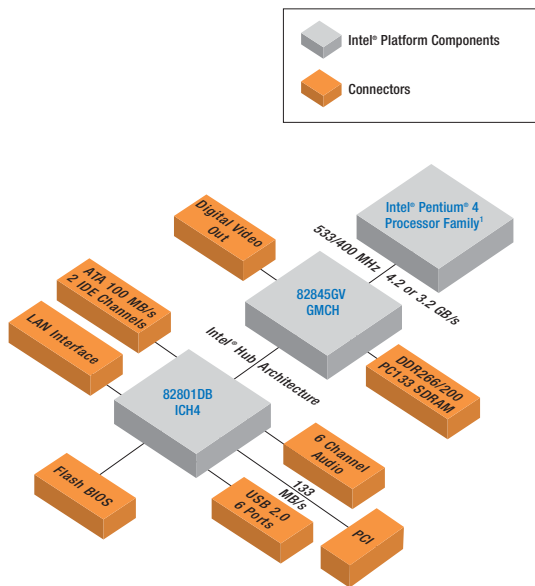 Intel® Platform Components
Connectors
Intel® Pentium® 4
Processor Family¹
Digital Video
Out
533/400 MHz
4.2 or 3.2 GB/s
82845GV
GMCH
ATA 100 MB/s
2 IDE Channels
LAN Interface
Intel® Hub
Architecture
DDR266/200
PC133 SDRAM
82801DB
ICH4
6 Channel
Audio
Flash BIOS
USB 2.0
6 Ports
133
MB/s
PCI